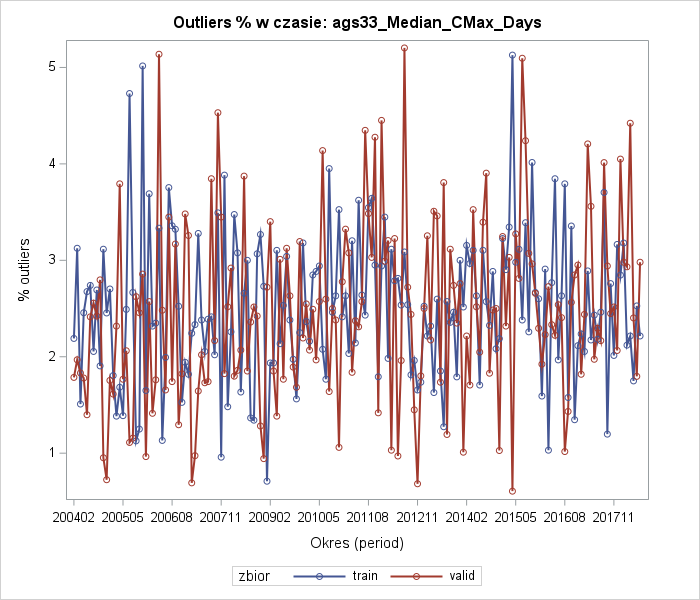 Outliers % w czasie: ags33_Median_CMax_Days
% outliers
5
4
3
2
1
200402 200505 200608 200711 200902 201005 201108 201211 201402 201505 201608 201711
Okres (period)
zbior train valid